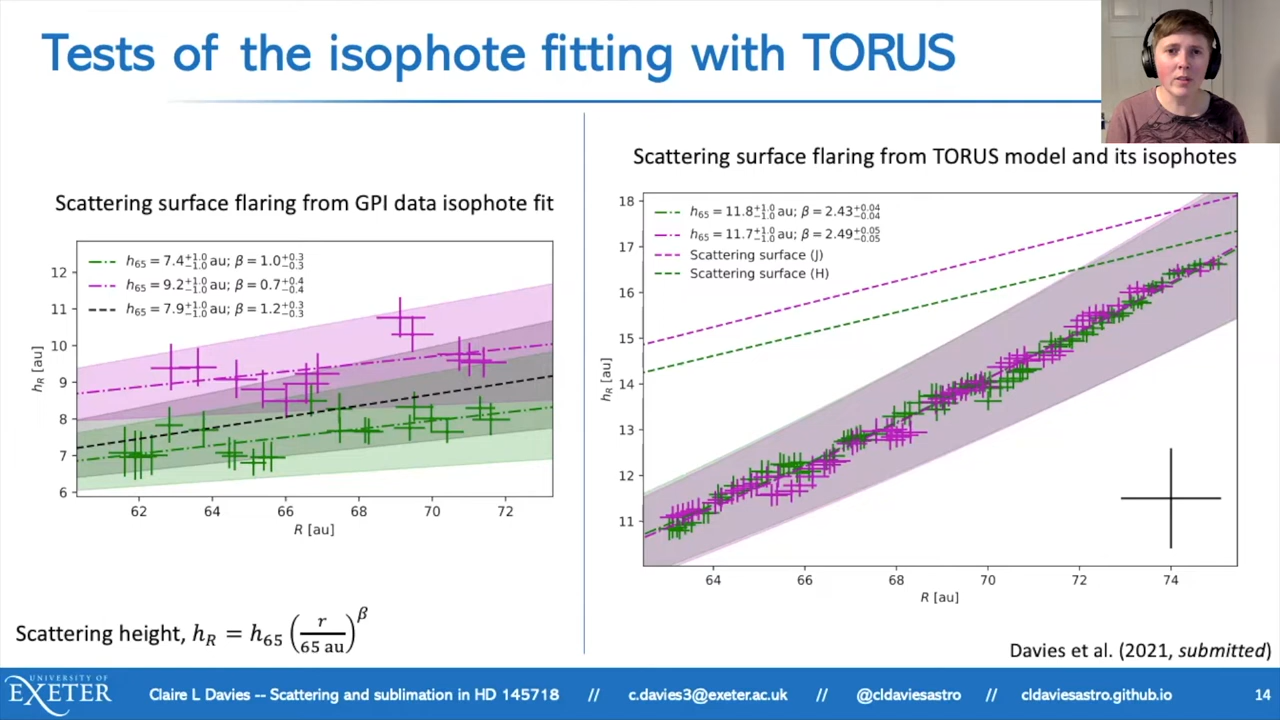 Tests of the isophote fitting with TORUS
Scattering surface flaring from GPI data isophote fit
h₆₅ = 7.4⁺¹·⁰₋₁.₀ au; β = 1.0⁺⁰·³₋₀.₃
h₆₅ = 9.2⁺¹·⁰₋₁.₀ au; β = 0.7⁺⁰·⁴₋₀.₄
h₆₅ = 7.9⁺¹·⁰₋₁.₀ au; β = 1.2⁺⁰·³₋₀.₃
12
11
10
9
8
7
6
h_R [au]
62 64 66 68 70 72
R [au]
Scattering height, h_R = h₆₅ (r / 65 au)^β
Scattering surface flaring from TORUS model and its isophotes
h₆₅ = 11.8⁺¹·⁰₋₁.₀ au; β = 2.43⁺⁰·⁰⁴₋₀.₀₄
h₆₅ = 11.7⁺¹·⁰₋₁.₀ au; β = 2.49⁺⁰·⁰⁵₋₀.₀₅
Scattering surface (J)
Scattering surface (H)
18
17
16
15
14
13
12
11
h_R [au]
64 66 68 70 72 74
R [au]
Davies et al. (2021, submitted)
UNIVERSITY OF
EXETER
Claire L Davies -- Scattering and sublimation in HD 145718 // c.davies3@exeter.ac.uk // @cldaviesastro // cldaviesastro.github.io 14